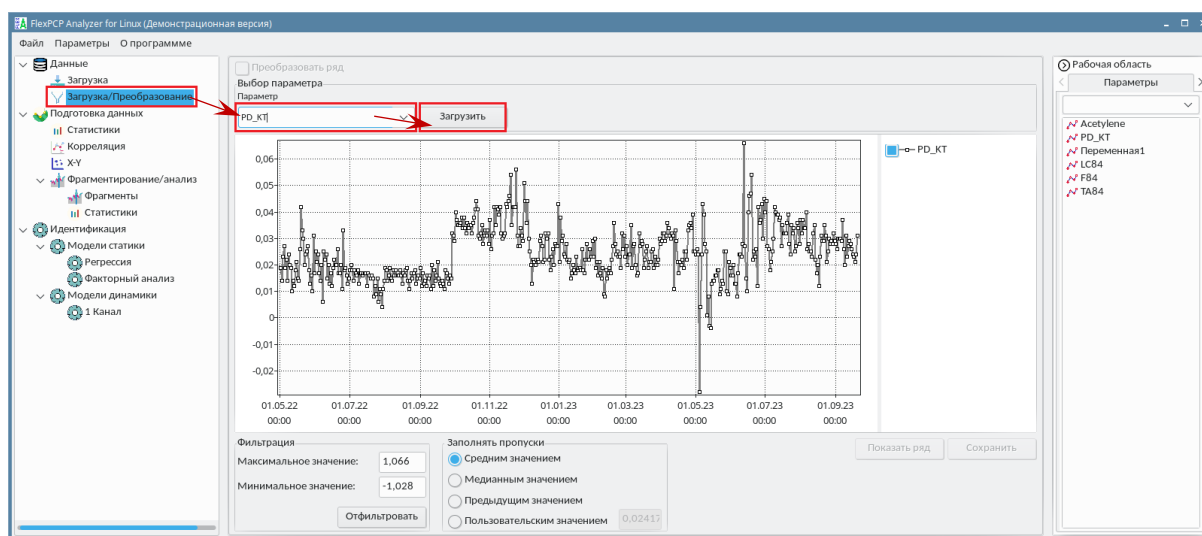 FlexPCP Analyzer for Linux (Демонстрационная версия)
Файл Параметры О программме
Данные
Загрузка
Загрузка/Преобразование
Подготовка данных
Статистики
Корреляция
X-Y
Фрагментирование/анализ
Фрагменты
Статистики
Идентификация
Модели статики
Регрессия
Факторный анализ
Модели динамики
1 Канал
Преобразовать ряд
Выбор параметра
Параметр
PD_KT
Загрузить
0,06
0,05
0,04
0,03
0,02
0,01
0
-0,01
-0,02
01.05.22 01.07.22 01.09.22 01.11.22 01.01.23 01.03.23 01.05.23 01.07.23 01.09.23
00:00 00:00 00:00 00:00 00:00 00:00 00:00 00:00 00:00
PD_KT
Фильтрация
Максимальное значение: 1,066
Минимальное значение: -1,028
Отфильтровать
Заполнять пропуски
Средним значением
Медианным значением
Предыдущим значением
Пользовательским значением 0,02417
Показать ряд Сохранить
Рабочая область
Параметры
Acetylene
PD_KT
Переменная1
LC84
F84
TA84